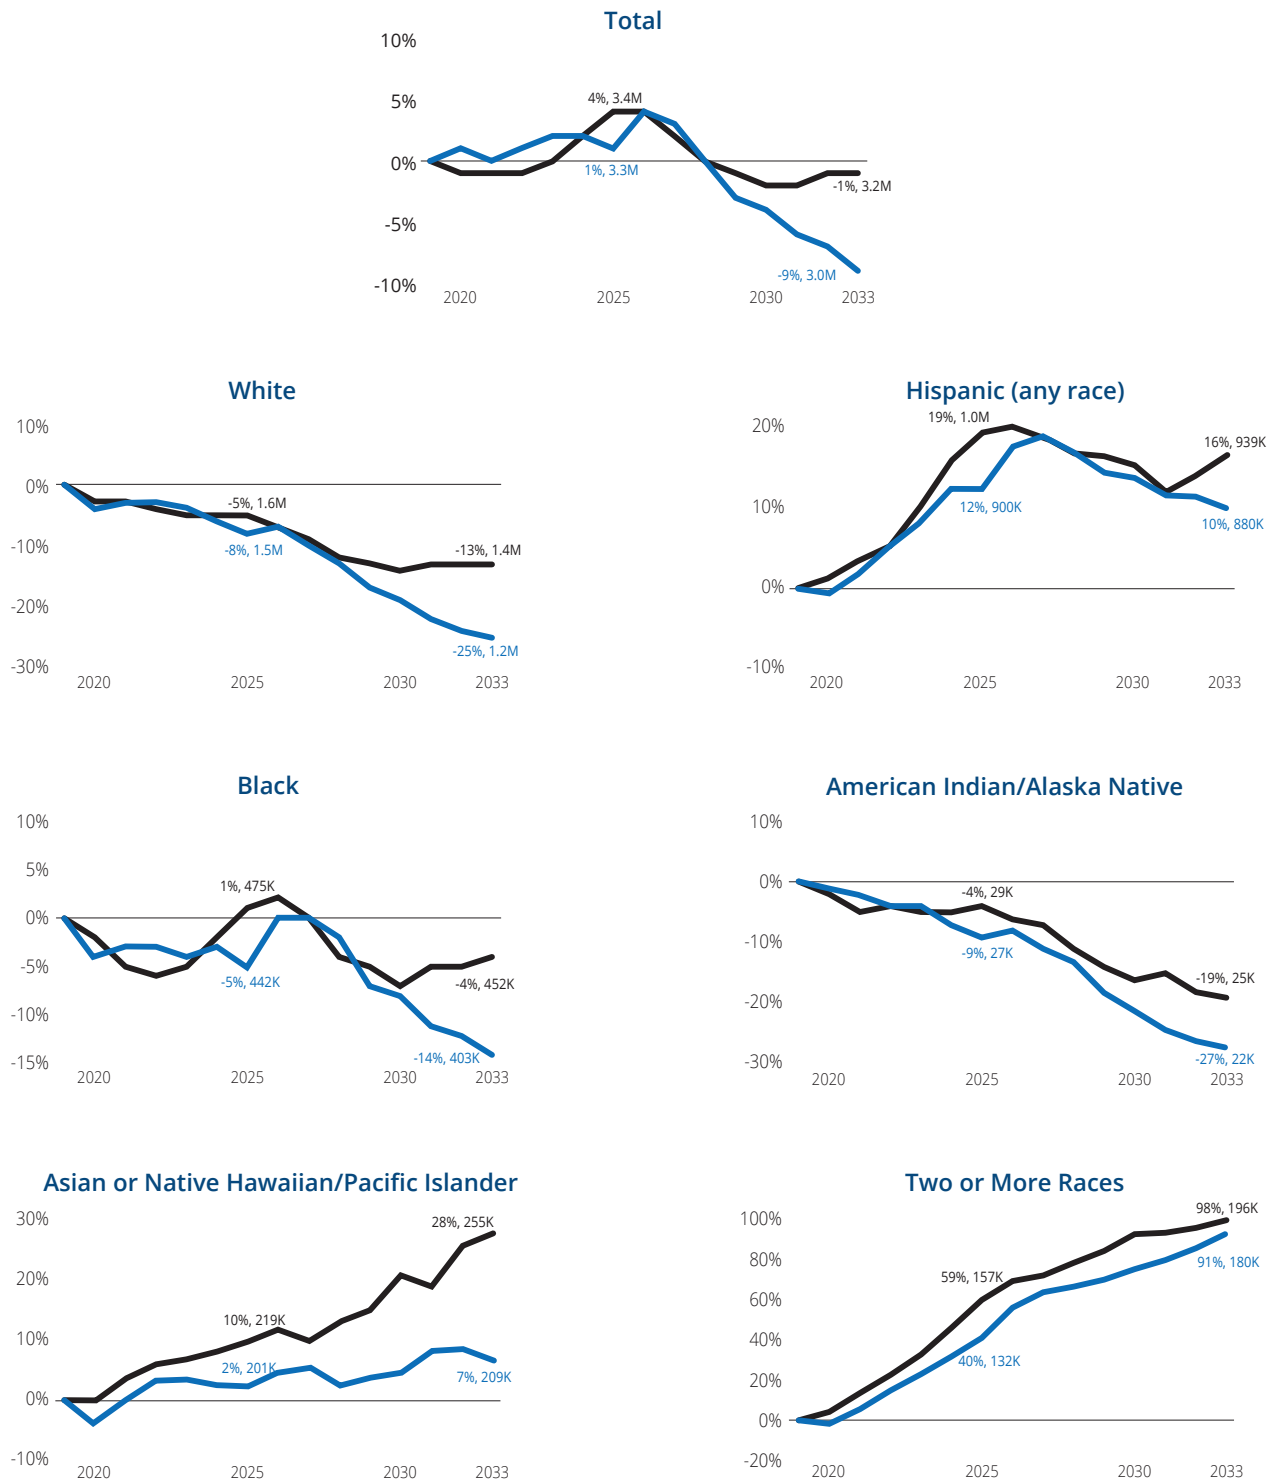 Total
10%
5%
0%
-5%
-10%
4%, 3.4M
1%, 3.3M
-1%, 3.2M
-9%, 3.0M
2020 2025 2030 2033
White
10%
0%
-10%
-20%
-30%
-5%, 1.6M
-8%, 1.5M
-13%, 1.4M
-25%, 1.2M
2020 2025 2030 2033
Hispanic (any race)
20%
10%
0%
-10%
19%, 1.0M
12%, 900K
16%, 939K
10%, 880K
2020 2025 2030 2033
Black
10%
5%
0%
-5%
-10%
-15%
1%, 475K
-5%, 442K
-4%, 452K
-14%, 403K
2020 2025 2030 2033
American Indian/Alaska Native
10%
0%
-10%
-20%
-30%
-4%, 29K
-9%, 27K
-19%, 25K
-27%, 22K
2020 2025 2030 2033
Asian or Native Hawaiian/Pacific Islander
30%
20%
10%
0%
-10%
28%, 255K
10%, 219K
2%, 201K
7%, 209K
2020 2025 2030 2033
Two or More Races
100%
80%
60%
40%
20%
0%
-20%
98%, 196K
59%, 157K
91%, 180K
40%, 132K
2020 2025 2030 2033